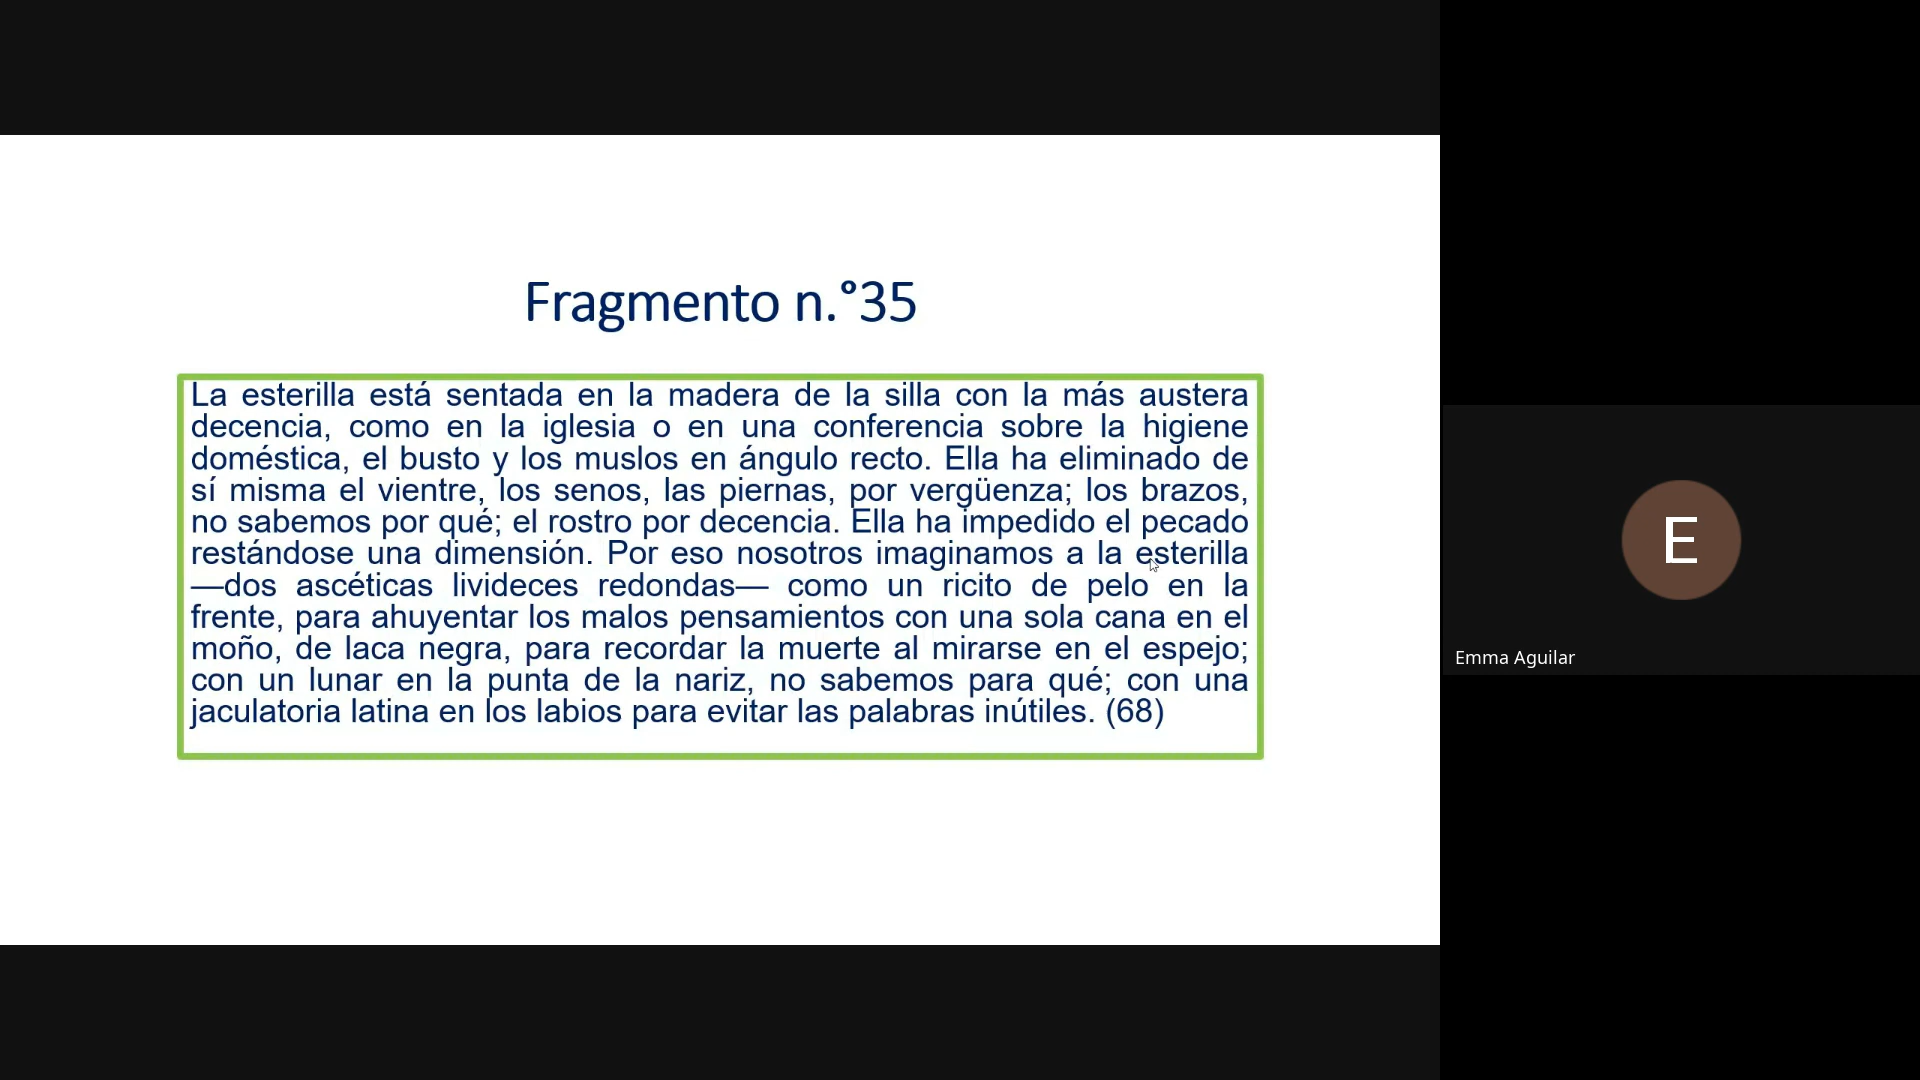 Fragmento n.°35
La esterilla está sentada en la madera de la silla con la más austera
decencia, como en la iglesia o en una conferencia sobre la higiene
doméstica, el busto y los muslos en ángulo recto. Ella ha eliminado de
sí misma el vientre, los senos, las piernas, por vergüenza; los brazos,
no sabemos por qué; el rostro por decencia. Ella ha impedido el pecado
restándose una dimensión. Por eso nosotros imaginamos a la esterilla
—dos ascéticas livideces redondas— como un ricito de pelo en la
frente, para ahuyentar los malos pensamientos con una sola cana en el
moño, de laca negra, para recordar la muerte al mirarse en el espejo;
con un lunar en la punta de la nariz, no sabemos para qué; con una
jaculatoria latina en los labios para evitar las palabras inútiles. (68)
E
Emma Aguilar